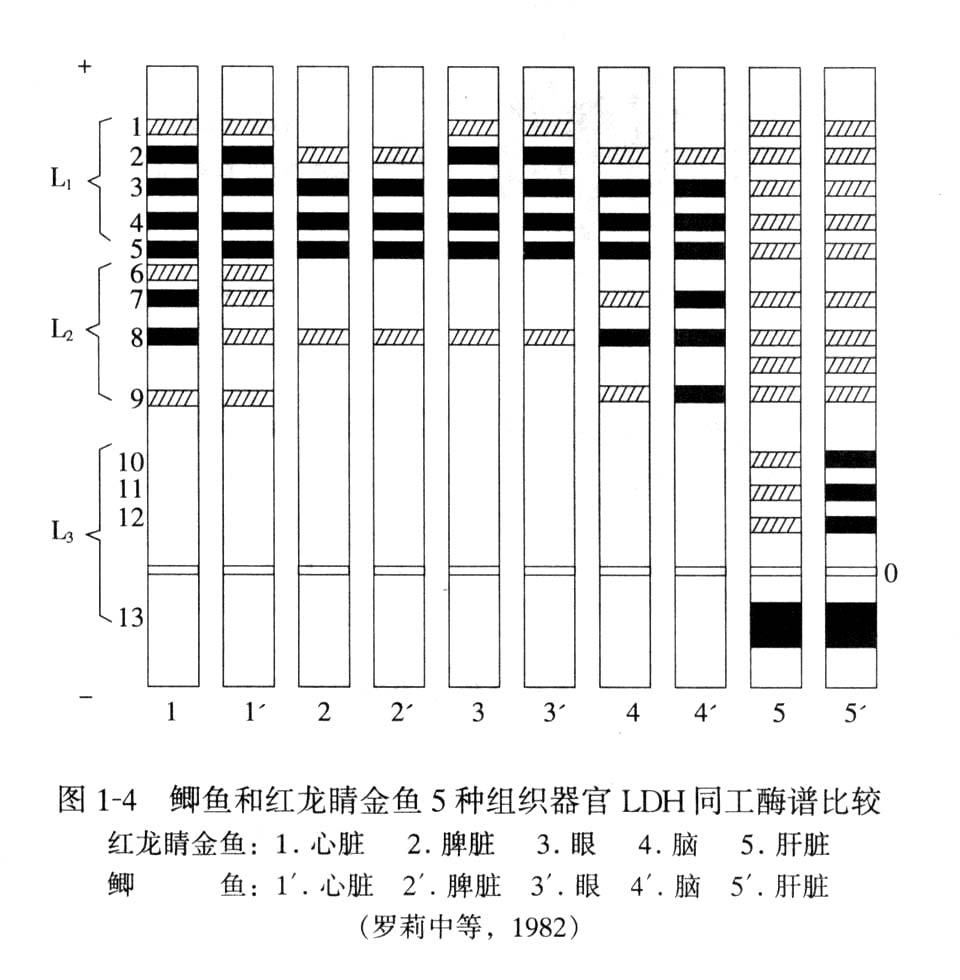 +
1
L₁ 2
3
4
5
6
7
L₂ 8
9
10
11
L₃ 12
0
13
−
1 1′ 2 2′ 3 3′ 4 4′ 5 5′
图 1-4 鲫鱼和红龙睛金鱼 5 种组织器官 LDH 同工酶谱比较
红龙睛金鱼: 1. 心脏 2. 脾脏 3. 眼 4. 脑 5. 肝脏
鲫 鱼: 1′. 心脏 2′. 脾脏 3′. 眼 4′. 脑 5′. 肝脏
(罗莉中等, 1982)